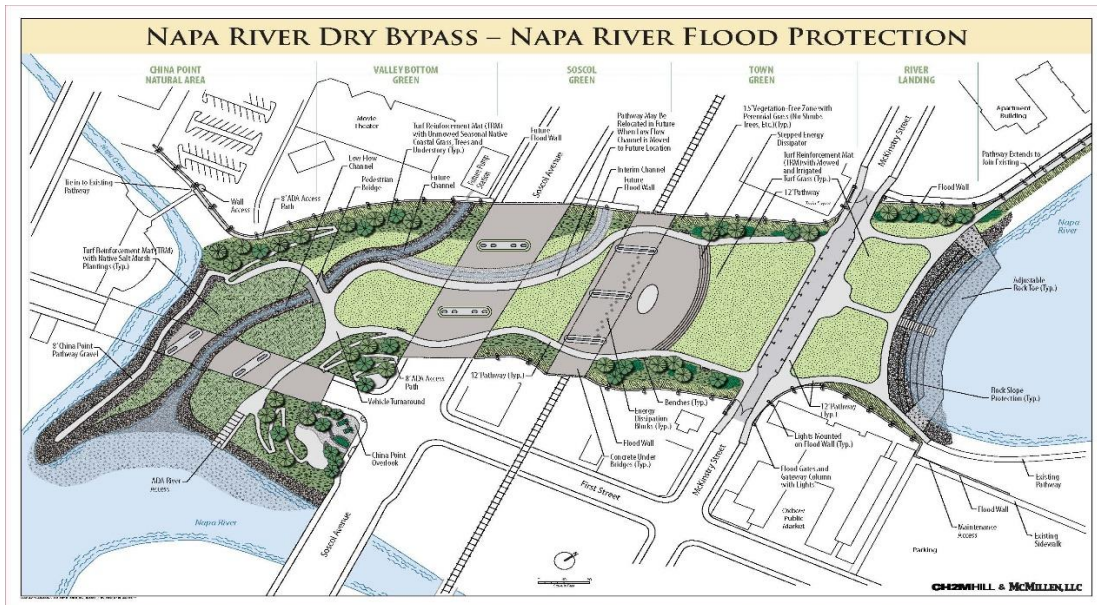 NAPA RIVER DRY BYPASS – NAPA RIVER FLOOD PROTECTION
CHINA POINT
NATURAL AREA
VALLEY BOTTOM
GREEN
SOSCOL
GREEN
TOWN
GREEN
RIVER
LANDING
Movie
Theater
Turf Reinforcement Mat (TRM)
with Unmowed Seasonal Native
Coastal Grass, Trees and
Understory (Typ.)
Low Flow
Channel
Pedestrian
Bridge
Future
Channel
Future Pump
Station
Future
Flood Wall
Soscol Avenue
Pathway May Be
Relocated in Future
When Low Flow
Channel is Moved
to Future Location
Interim Channel
Future
Flood Wall
15' Vegetation-Free Zone with
Perennial Grass (No Shrubs,
Trees, Etc.) (Typ.)
Stepped Energy
Dissipator
Turf Reinforcement Mat
(TRM) with Mowed and
Irrigated
Turf Grass (Typ.)
12' Pathway
McKinstry Street
Apartment
Building
Pathway Extends to
Join Existing
Flood Wall
Napa
River
Adjustable
Rock Toe (Typ.)
Rock Slope
Protection (Typ.)
Tie in to Existing
Pathway
Wall
Access
8' ADA Access
Path
Turf Reinforcement Mat (TRM)
with Native Salt Marsh
Plantings (Typ.)
8' China Point
Pathway Gravel
ADA River
Access
Napa River
China Point
Overlook
Vehicle Turnaround
8' ADA Access
Path
12' Pathway (Typ.)
Soscol Avenue
First Street
Benches (Typ.)
Energy
Dissipation
Blocks (Typ.)
Flood Wall
Concrete Under
Bridges (Typ.)
McKinstry Street
12' Pathway
(Typ.)
Lights Mounted
on Flood Wall (Typ.)
Flood Gates and
Gateway Column
with Lights
Oxbow
Public
Market
Parking
Existing
Pathway
Flood Wall
Maintenance
Access
Existing
Sidewalk
CH2MHILL & MCMILLEN, LLC